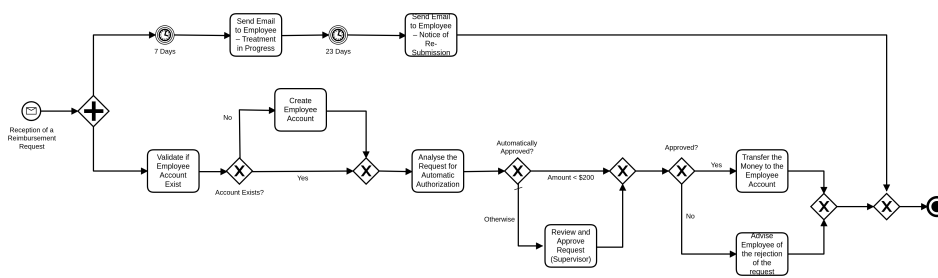 Send Email
to Employee
– Treatment
in Progress
7 Days
23 Days
Send Email
to Employee
– Notice of
Re-
Submission
Reception of a
Reimbursement
Request
No
Create
Employee
Account
Validate if
Employee
Account
Exist
Account Exists?
Yes
Analyse the
Request for
Automatic
Authorization
Automatically
Approved?
Amount < $200
Otherwise
Review and
Approve
Request
(Supervisor)
Approved?
Yes
No
Transfer the
Money to the
Employee
Account
Advise
Employee of
the rejection
of the
request